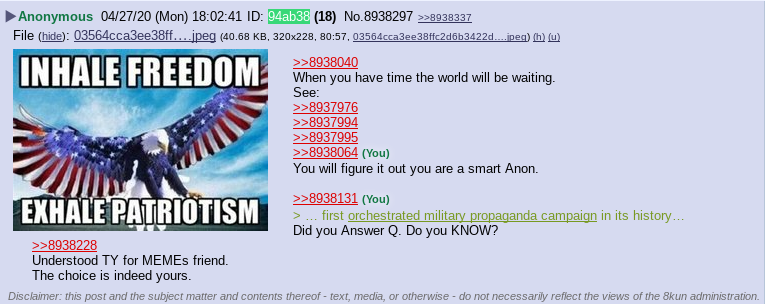 ▶Anonymous 04/27/20 (Mon) 18:02:41 ID: 94ab38 (18) No.8938297 >>8938337
File (hide): 03564cca3ee38ff….jpeg (40.68 KB, 320x228, 80:57, 03564cca3ee38ffc2d6b3422d….jpeg) (h) (u)
INHALE FREEDOM
EXHALE PATRIOTISM
>>8938040
When you have time the world will be waiting.
See:
>>8937976
>>8937994
>>8937995
>>8938064 (You)
You will figure it out you are a smart Anon.
>>8938131 (You)
> … first orchestrated military propaganda campaign in its history…
Did you Answer Q. Do you KNOW?
>>8938228
Understood TY for MEMEs friend.
The choice is indeed yours.
Disclaimer: this post and the subject matter and contents thereof - text, media, or otherwise - do not necessarily reflect the views of the 8kun administration.